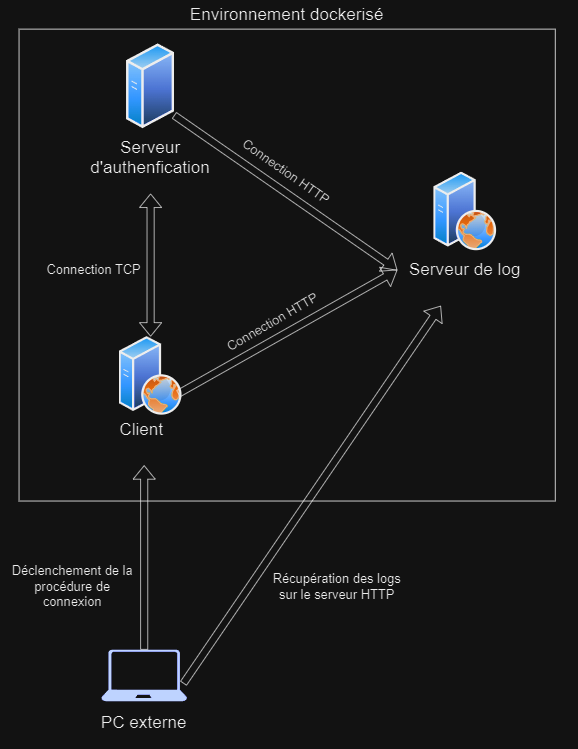 Environnement dockerisé
Serveur
d'authenfication
Connection HTTP
Serveur de log
Connection TCP
Connection HTTP
Client
Déclenchement de la
procédure de
connexion
Récupération des logs
sur le serveur HTTP
PC externe